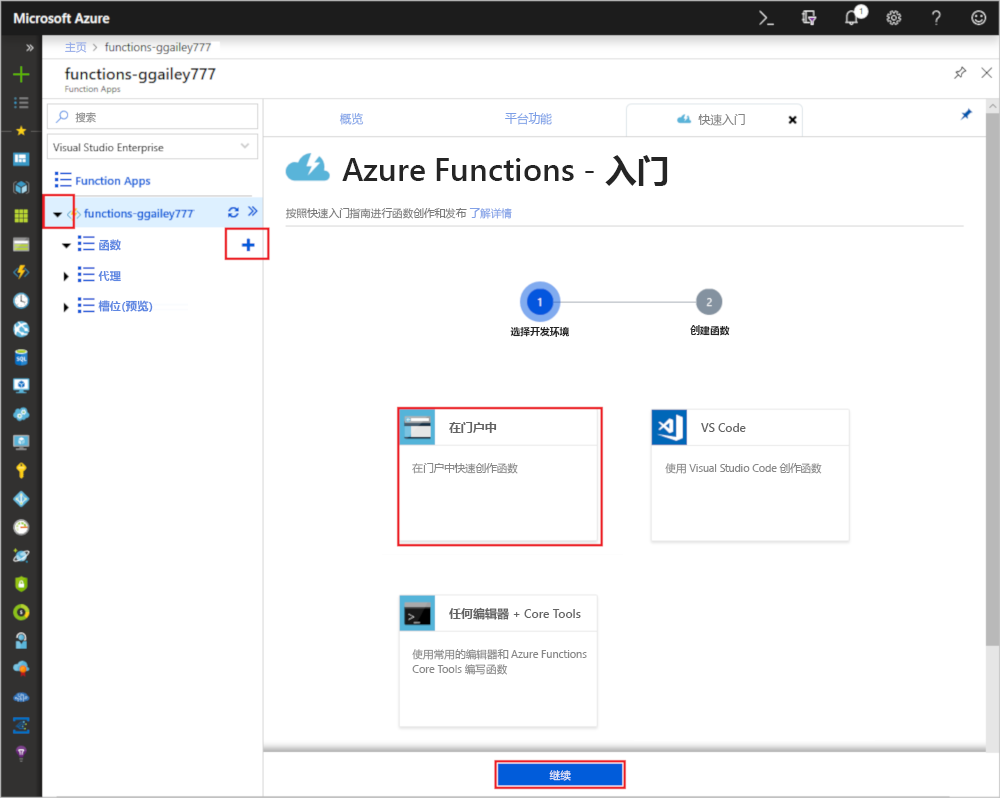 Microsoft Azure
1
主页 > functions-ggailey777
functions-ggailey777
Function Apps
搜索
Visual Studio Enterprise
Function Apps
functions-ggailey777
函数
代理
槽位(预览)
概览 平台功能 快速入门
Azure Functions - 入门
按照快速入门指南进行函数创作和发布 了解详情
1 2
选择开发环境 创建函数
在门户中
在门户中快速创作函数
VS Code
使用 Visual Studio Code 创作函数
任何编辑器 + Core Tools
使用常用的编辑器和 Azure Functions
Core Tools 编写函数
继续